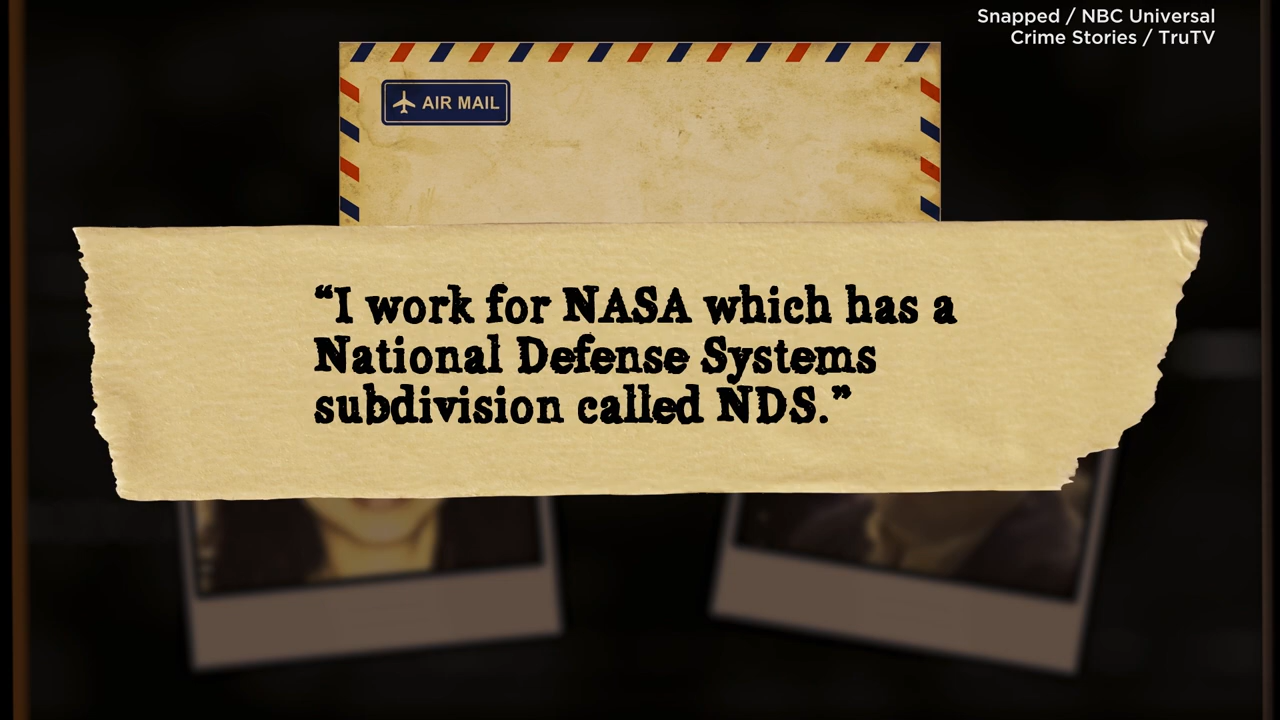 Snapped / NBC Universal
Crime Stories / TruTV
AIR MAIL
“I work for NASA which has a
National Defense Systems
subdivision called NDS.”